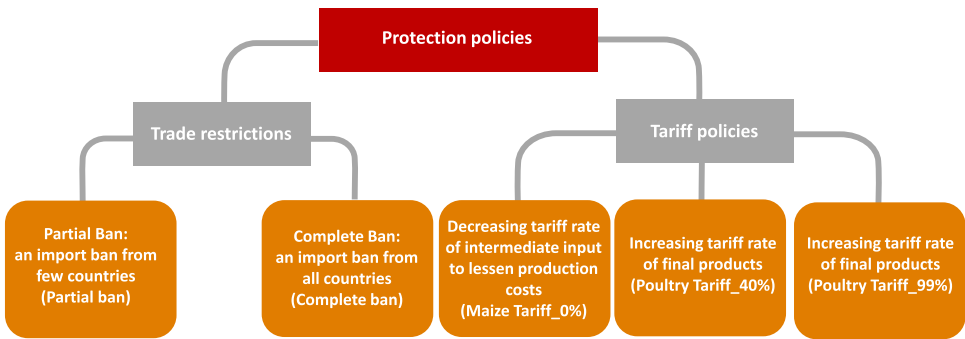 Protection policies
Trade restrictions
Tariff policies
Partial Ban:
an import ban from
few countries
(Partial ban)
Complete Ban:
an import ban from
all countries
(Complete ban)
Decreasing tariff rate
of intermediate input
to lessen production
costs
(Maize Tariff_0%)
Increasing tariff rate
of final products
(Poultry Tariff_40%)
Increasing tariff rate
of final products
(Poultry Tariff_99%)